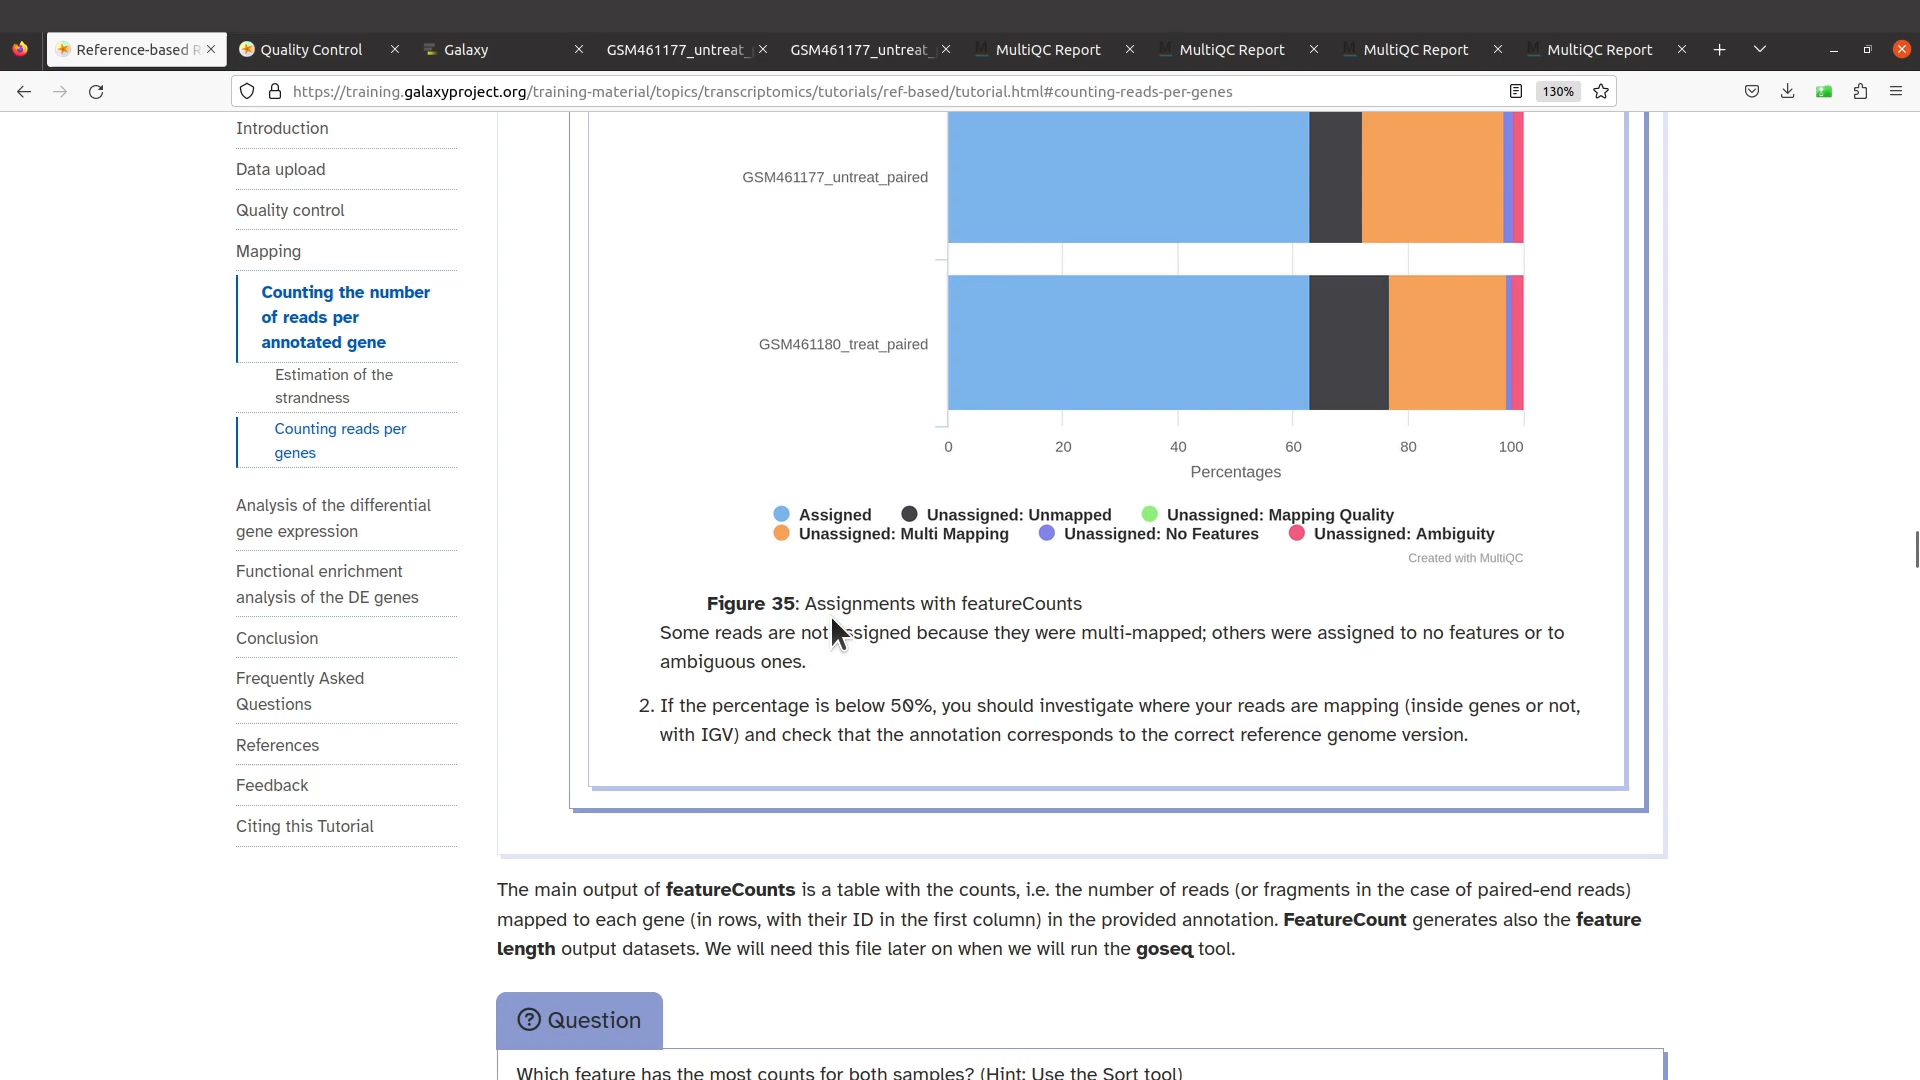 Reference-based R
Quality Control
Galaxy
GSM461177_untreat_
GSM461177_untreat_
MultiQC Report
MultiQC Report
MultiQC Report
MultiQC Report
https://training.galaxyproject.org/training-material/topics/transcriptomics/tutorials/ref-based/tutorial.html#counting-reads-per-genes
130%
Introduction
Data upload
Quality control
Mapping
Counting the number
of reads per
annotated gene
Estimation of the
strandness
Counting reads per
genes
Analysis of the differential
gene expression
Functional enrichment
analysis of the DE genes
Conclusion
Frequently Asked
Questions
References
Feedback
Citing this Tutorial
GSM461177_untreat_paired
GSM461180_treat_paired
0 20 40 60 80 100
Percentages
Assigned Unassigned: Unmapped Unassigned: Mapping Quality
Unassigned: Multi Mapping Unassigned: No Features Unassigned: Ambiguity
Created with MultiQC
Figure 35: Assignments with featureCounts
Some reads are not assigned because they were multi-mapped; others were assigned to no features or to
ambiguous ones.
2. If the percentage is below 50%, you should investigate where your reads are mapping (inside genes or not,
with IGV) and check that the annotation corresponds to the correct reference genome version.
The main output of featureCounts is a table with the counts, i.e. the number of reads (or fragments in the case of paired-end reads)
mapped to each gene (in rows, with their ID in the first column) in the provided annotation. FeatureCount generates also the feature
length output datasets. We will need this file later on when we will run the goseq tool.
Question
Which feature has the most counts for both samples? (Hint: Use the Sort tool)